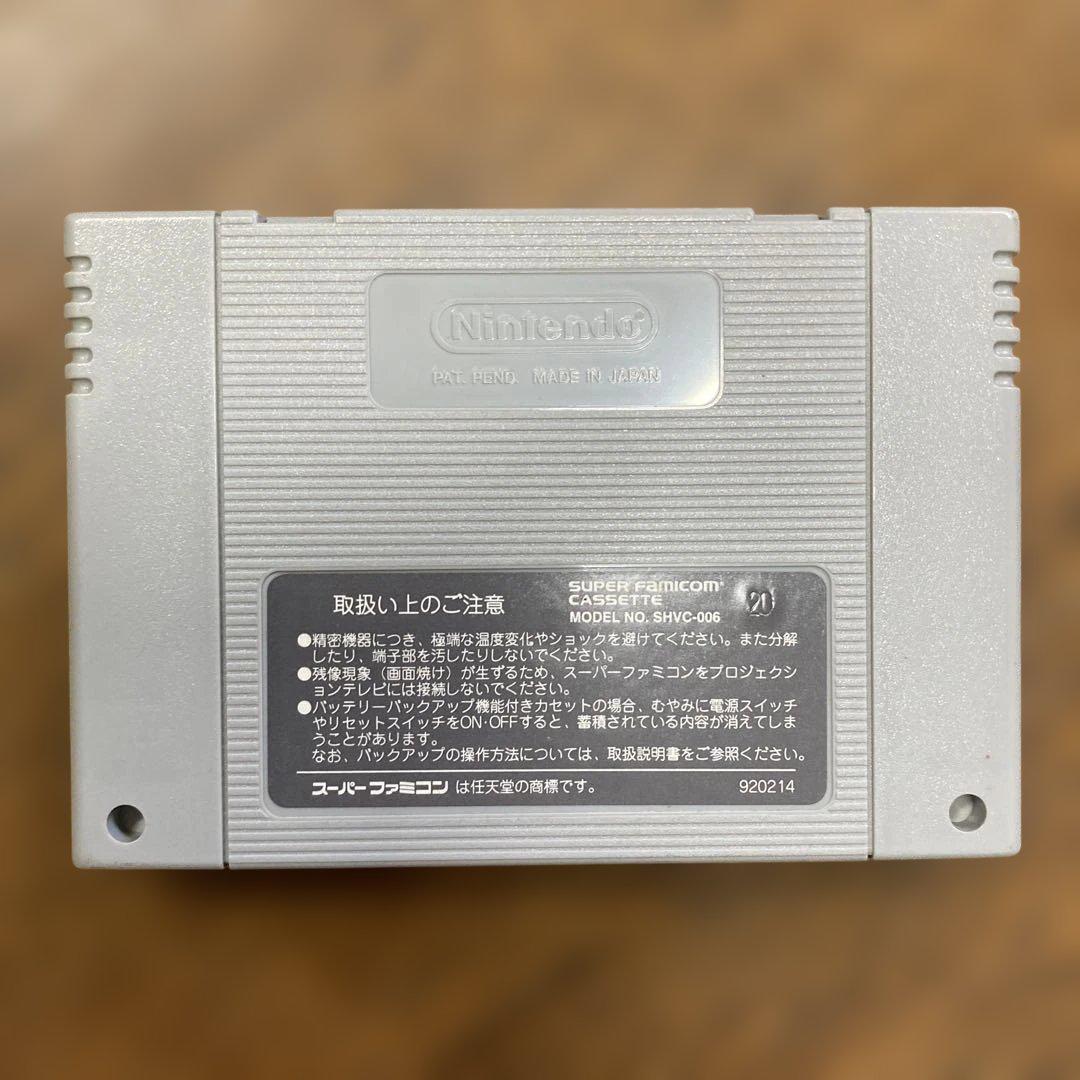 Nintendo
PAT. PEND. MADE IN JAPAN
取扱い上のご注意
SUPER FAMICOM
CASSETTE
MODEL NO. SHVC-006
20
●精密機器につき、極端な温度変化やショックを避けてください。また分解
したり、端子部を汚したりしないでください。
●残像現象（画面焼け）が生ずるため、スーパーファミコンをプロジェクシ
ョンテレビには接続しないでください。
●バッテリーバックアップ機能付きカセットの場合、むやみに電源スイッチ
やリセットスイッチをON·OFFすると、蓄積されている内容が消えてしま
うことがあります。
なお、バックアップの操作方法については、取扱説明書をご参照ください。
スーパーファミコン は任天堂の商標です。
920214